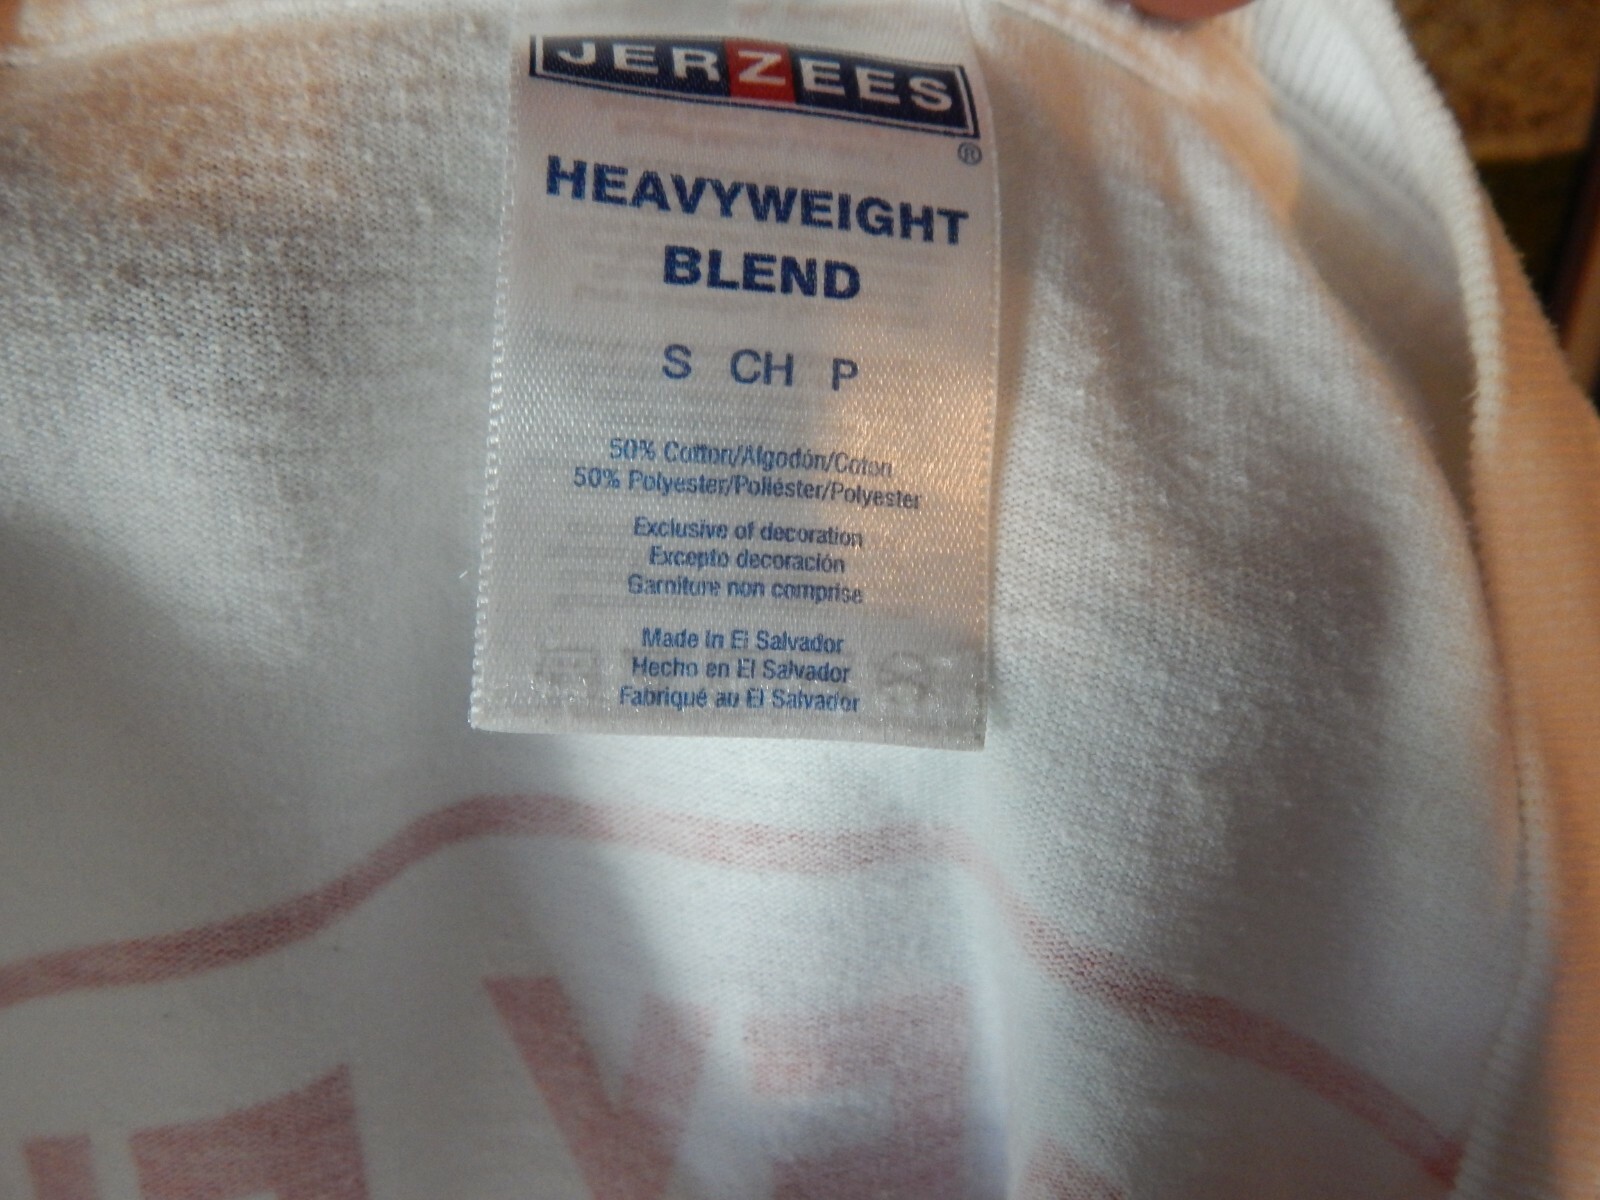 JERZEES
®
HEAVYWEIGHT
BLEND
S CH P
50% Cotton/Algodón/Coton
50% Polyester/Poliéster/Polyester
Exclusive of decoration
Excepto decoración
Garniture non comprise
Made in El Salvador
Hecho en El Salvador
Fabriqué au El Salvador